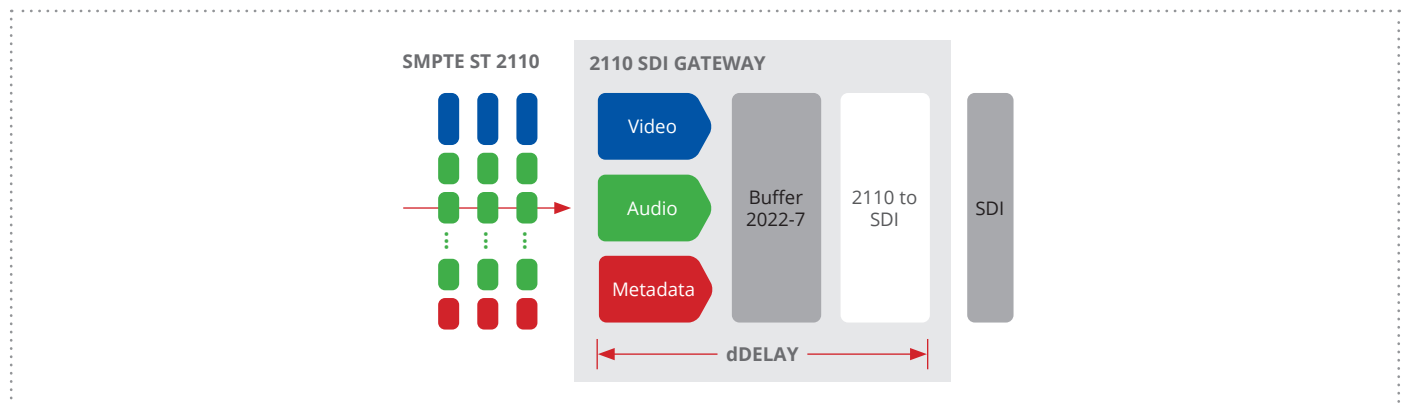 SMPTE ST 2110
2110 SDI GATEWAY
Video
Audio
Metadata
Buffer
2022-7
2110 to
SDI
SDI
dDELAY